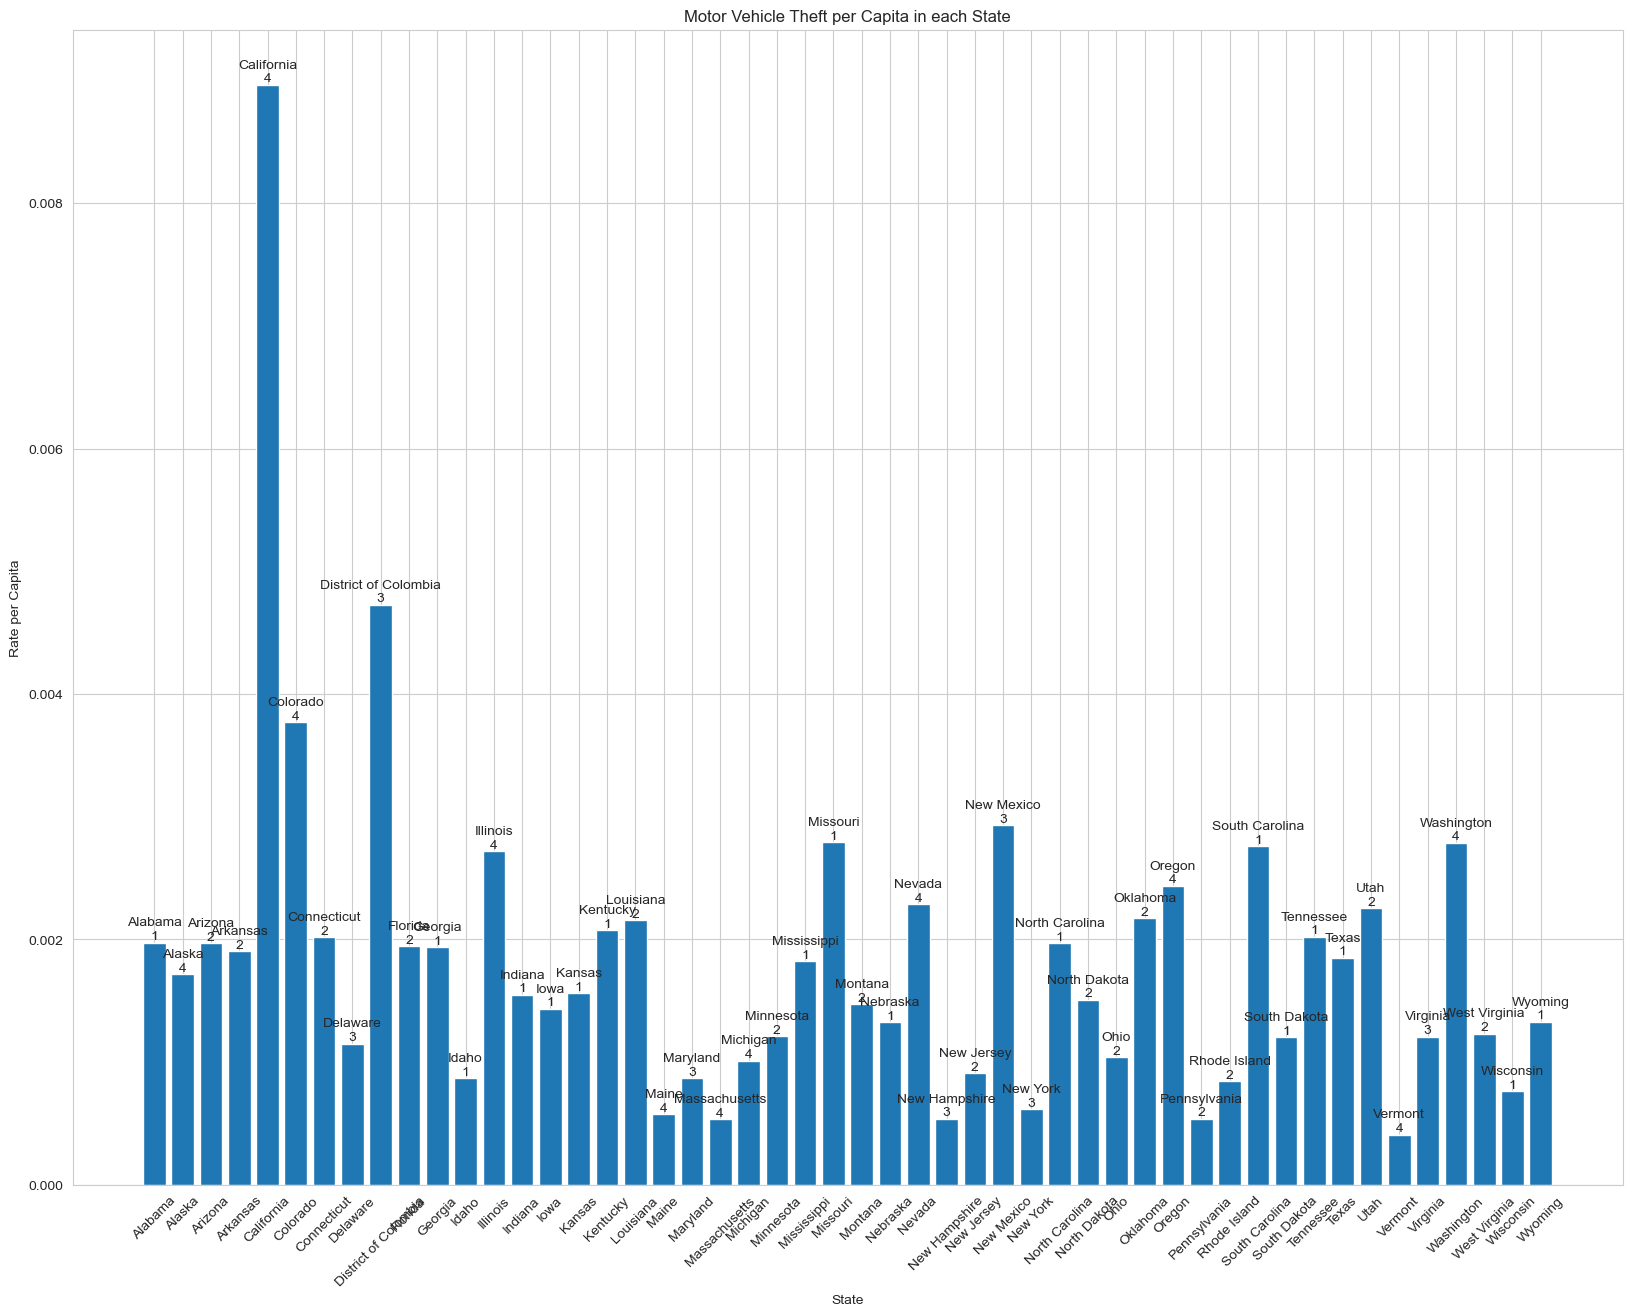 Motor Vehicle Theft per Capita in each State
Rate per Capita
0.008
0.006
0.004
0.002
0.000
Alabama
1
Alaska
4
Arizona
2
Arkansas
2
California
4
Colorado
4
Connecticut
2
Delaware
3
District of Colombia
3
Florida
2
Georgia
1
Idaho
1
Illinois
4
Indiana
1
Iowa
1
Kansas
1
Kentucky
1
Louisiana
2
Maine
4
Maryland
3
Massachusetts
4
Michigan
4
Minnesota
2
Mississippi
1
Missouri
1
Montana
2
Nebraska
1
Nevada
4
New Hampshire
3
New Jersey
2
New Mexico
3
New York
3
North Carolina
1
North Dakota
2
Ohio
2
Oklahoma
2
Oregon
4
Pennsylvania
2
Rhode Island
2
South Carolina
1
South Dakota
1
Tennessee
1
Texas
1
Utah
2
Vermont
4
Virginia
3
Washington
4
West Virginia
2
Wisconsin
1
Wyoming
1
Alabama
Alaska
Arizona
Arkansas
California
Colorado
Connecticut
Delaware
District of Colombia
Florida
Georgia
Idaho
Illinois
Indiana
Iowa
Kansas
Kentucky
Louisiana
Maine
Maryland
Massachusetts
Michigan
Minnesota
Mississippi
Missouri
Montana
Nebraska
Nevada
New Hampshire
New Jersey
New Mexico
New York
North Carolina
North Dakota
Ohio
Oklahoma
Oregon
Pennsylvania
Rhode Island
South Carolina
South Dakota
Tennessee
Texas
Utah
Vermont
Virginia
Washington
West Virginia
Wisconsin
Wyoming
State